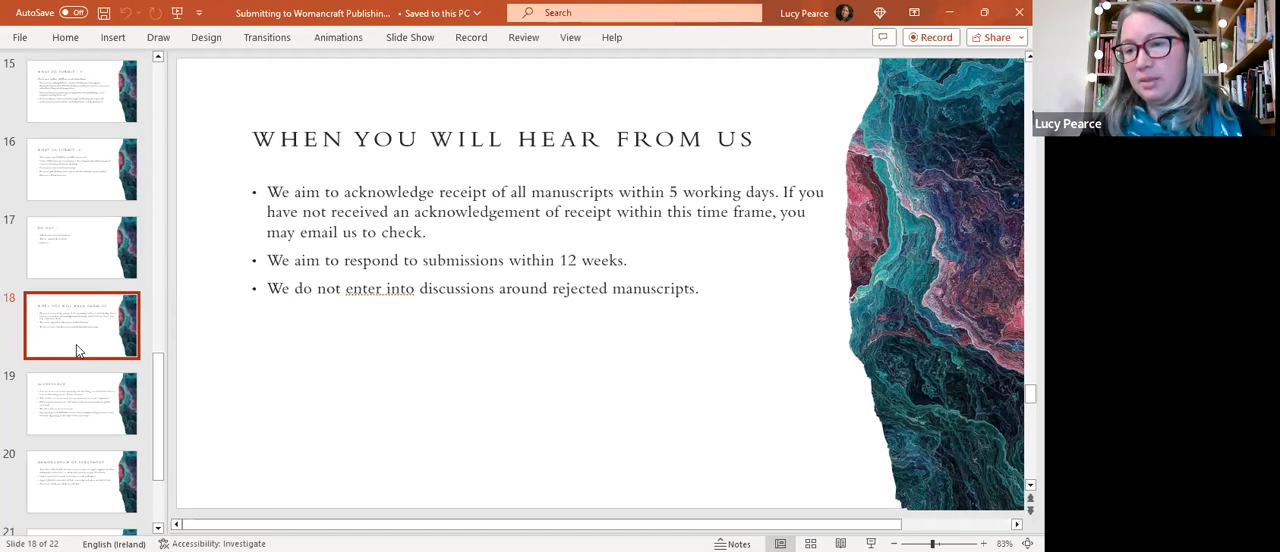 AutoSave Off Submitting to Womancraft Publishin... • Saved to this PC Search Lucy Pearce
File Home Insert Draw Design Transitions Animations Slide Show Record Review View Help Record Share
Lucy Pearce
15
16
17
18
19
20
21
WHEN YOU WILL HEAR FROM US
• We aim to acknowledge receipt of all manuscripts within 5 working days. If you
have not received an acknowledgement of receipt within this time frame, you
may email us to check.
• We aim to respond to submissions within 12 weeks.
• We do not enter into discussions around rejected manuscripts.
Slide 18 of 22 English (Ireland) Accessibility: Investigate Notes 83%